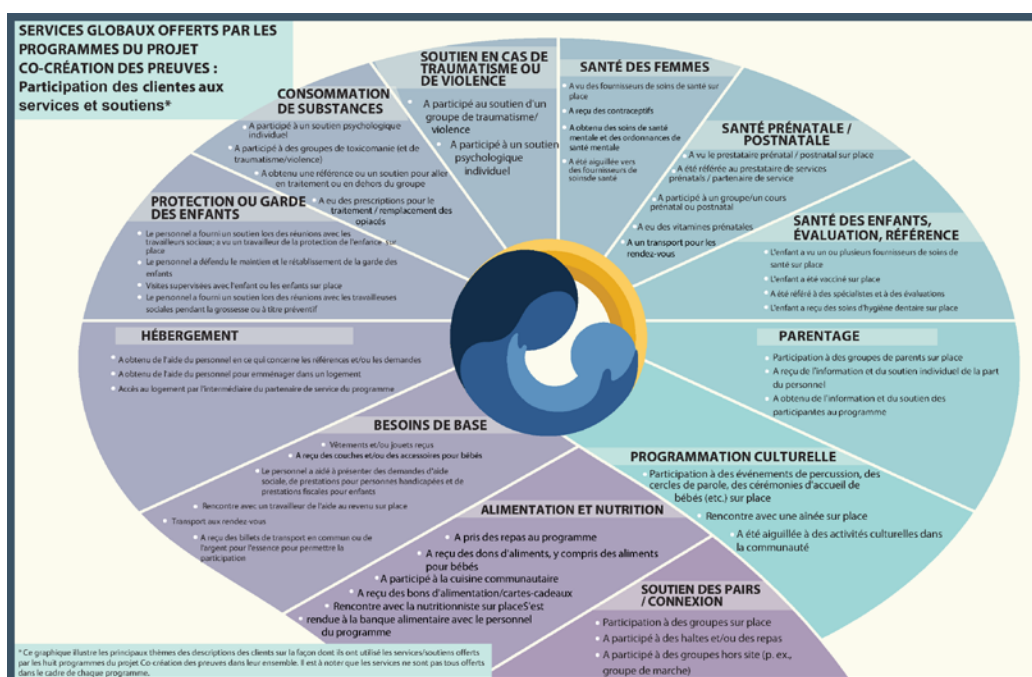 SERVICES GLOBAUX OFFERTS PAR LES
PROGRAMMES DU PROJET
CO-CRÉATION DES PREUVES :
Participation des clientes aux
services et soutiens*
SOUTIEN EN CAS DE
TRAUMATISME OU
DE VIOLENCE
A participé au soutien d'un
groupe de traumatisme/
violence
A participé à un soutien
psychologique
individuel
SANTÉ DES FEMMES
A vu des fournisseurs de soins de santé sur
place
A reçu des contraceptifs
A obtenu des soins de santé
mentale et des ordonnances de
santé mentale
A été aiguillée vers
des fournisseurs de
soinsde santé
SANTÉ PRÉNATALE /
POSTNATALE
A vu le prestataire prénatal / postnatal sur place
A été référée au prestataire de services
prénatals / partenaire de service
A participé à un groupe/un cours
prénatal ou postnatal
A eu des vitamines prénatales
A un transport pour les
rendez-vous
SANTÉ DES ENFANTS,
ÉVALUATION, RÉFÉRENCE
L'enfant a vu un ou plusieurs fournisseurs de soins de
santé sur place
L'enfant a été vacciné sur place
A été référé à des spécialistes et à des évaluations
L'enfant a reçu des soins d'hygiène dentaire sur place
PARENTAGE
Participation à des groupes de parents sur place
A reçu de l'information et du soutien individuel de la part
du personnel
A obtenu de l'information et du soutien des
participantes au programme
PROGRAMMATION CULTURELLE
Participation à des événements de percussion, des
cercles de parole, des cérémonies d'accueil de
bébés (etc.) sur place
Rencontre avec une aînée sur place
A été aiguillée à des activités culturelles dans
la communauté
SOUTIEN DES PAIRS
/ CONNEXION
Participation à des groupes sur place
A participé à des haltes et/ou des repas
A participé à des groupes hors site (p. ex.,
groupe de marche)
ALIMENTATION ET NUTRITION
A pris des repas au programme
A reçu des dons d'aliments, y compris des aliments
pour bébés
A participé à la cuisine communautaire
A reçu des bons d'alimentation/cartes-cadeaux
Rencontre avec la nutritionniste sur placeS'est
rendue à la banque alimentaire avec le personnel
du programme
BESOINS DE BASE
Vêtements et/ou jouets reçus
A reçu des couches et/ou des accessoires pour bébés
Le personnel a aidé à présenter des demandes d'aide
sociale, de prestations pour personnes handicapées et de
prestations fiscales pour enfants
Rencontre avec un travailleur de l'aide au revenu sur place
Transport aux rendez-vous
A reçu des billets de transport en commun ou de
l'argent pour l'essence pour permettre la
participation
HÉBERGEMENT
A obtenu de l'aide du personnel en ce qui concerne les références et/ou les demandes
A obtenu de l'aide du personnel pour emménager dans un logement
Accès au logement par l'intermédiaire du partenaire de service du programme
PROTECTION OU GARDE
DES ENFANTS
Le personnel a fourni un soutien lors des réunions avec les
travailleurs sociaux; a vu un travailleur de la protection de l'enfance sur
place
Le personnel a défendu le maintien et le rétablissement de la garde des
enfants
Visites supervisées avec l'enfant ou les enfants sur place
Le personnel a fourni un soutien lors des réunions avec les travailleuses
sociales pendant la grossesse ou à titre préventif
CONSOMMATION
DE SUBSTANCES
A participé à un soutien psychologique
individuel
A participé à des groupes de toxicomanie (et de
traumatisme/violence)
A obtenu une référence ou un soutien pour aller
en traitement ou en dehors du groupe
A eu des prescriptions pour le
traitement / remplacement des
opiacés
* Ce graphique illustre les principaux thèmes des descriptions des clients sur la façon dont ils ont utilisé les services/soutiens offerts
par les huit programmes du projet Co-création des preuves dans leur ensemble. Il est à noter que les services ne sont pas tous offerts
dans le cadre de chaque programme.